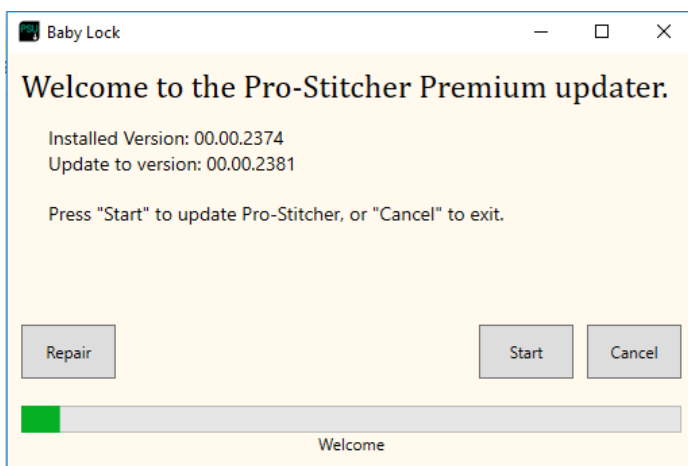 Baby Lock
Welcome to the Pro-Stitcher Premium updater.
Installed Version: 00.00.2374
Update to version: 00.00.2381
Press "Start" to update Pro-Stitcher, or "Cancel" to exit.
Repair
Start
Cancel
Welcome